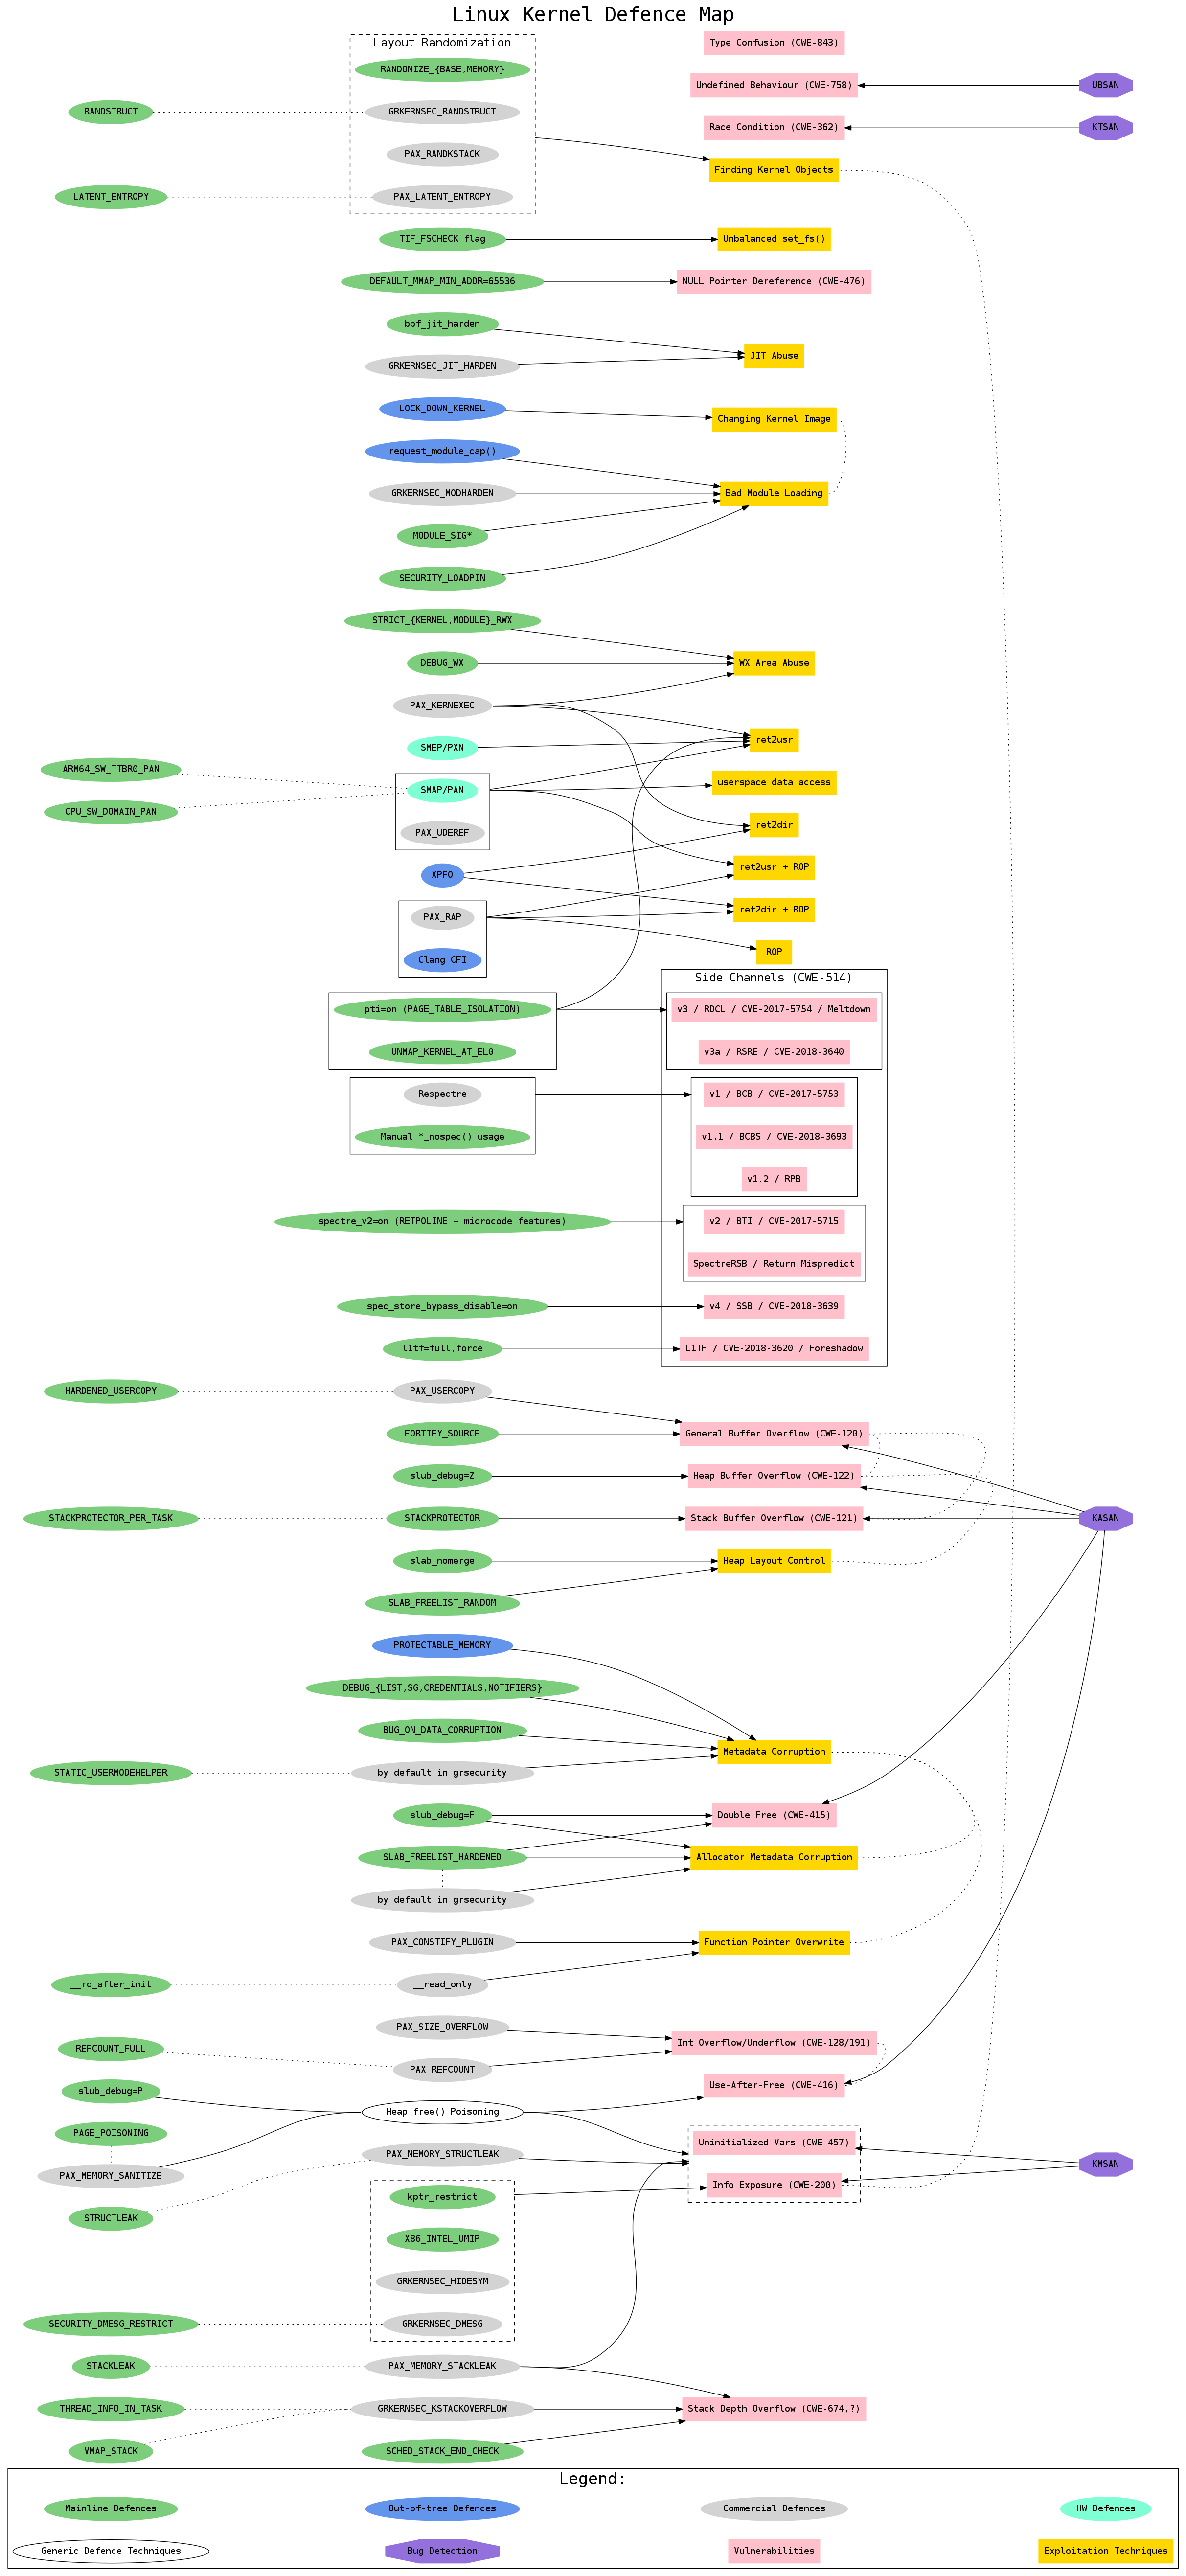 Linux Kernel Defence Map
Layout Randomization
Type Confusion (CWE-843)
RANDOMIZE_{BASE,MEMORY}
Undefined Behaviour (CWE-758)
UBSAN
RANDSTRUCT
GRKERNSEC_RANDSTRUCT
Race Condition (CWE-362)
KTSAN
PAX_RANDKSTACK
Finding Kernel Objects
LATENT_ENTROPY
PAX_LATENT_ENTROPY
TIF_FSCHECK flag
Unbalanced set_fs()
DEFAULT_MMAP_MIN_ADDR=65536
NULL Pointer Dereference (CWE-476)
bpf_jit_harden
JIT Abuse
GRKERNSEC_JIT_HARDEN
LOCK_DOWN_KERNEL
Changing Kernel Image
request_module_cap()
GRKERNSEC_MODHARDEN
Bad Module Loading
MODULE_SIG*
SECURITY_LOADPIN
STRICT_{KERNEL,MODULE}_RWX
DEBUG_WX
WX Area Abuse
PAX_KERNEXEC
SMEP/PXN
ret2usr
ARM64_SW_TTBR0_PAN
SMAP/PAN
userspace data access
CPU_SW_DOMAIN_PAN
PAX_UDEREF
ret2dir
XPFO
ret2usr + ROP
PAX_RAP
ret2dir + ROP
Clang CFI
ROP
Side Channels (CWE-514)
pti=on (PAGE_TABLE_ISOLATION)
v3 / RDCL / CVE-2017-5754 / Meltdown
UNMAP_KERNEL_AT_EL0
v3a / RSRE / CVE-2018-3640
Respectre
v1 / BCB / CVE-2017-5753
Manual *_nospec() usage
v1.1 / BCBS / CVE-2018-3693
v1.2 / RPB
spectre_v2=on (RETPOLINE + microcode features)
v2 / BTI / CVE-2017-5715
SpectreRSB / Return Mispredict
spec_store_bypass_disable=on
v4 / SSB / CVE-2018-3639
l1tf=full,force
L1TF / CVE-2018-3620 / Foreshadow
HARDENED_USERCOPY
PAX_USERCOPY
FORTIFY_SOURCE
General Buffer Overflow (CWE-120)
slub_debug=Z
Heap Buffer Overflow (CWE-122)
STACKPROTECTOR_PER_TASK
STACKPROTECTOR
Stack Buffer Overflow (CWE-121)
KASAN
slab_nomerge
Heap Layout Control
SLAB_FREELIST_RANDOM
PROTECTABLE_MEMORY
DEBUG_{LIST,SG,CREDENTIALS,NOTIFIERS}
BUG_ON_DATA_CORRUPTION
Metadata Corruption
STATIC_USERMODEHELPER
by default in grsecurity
slub_debug=F
Double Free (CWE-415)
SLAB_FREELIST_HARDENED
Allocator Metadata Corruption
by default in grsecurity
PAX_CONSTIFY_PLUGIN
Function Pointer Overwrite
__ro_after_init
__read_only
PAX_SIZE_OVERFLOW
Int Overflow/Underflow (CWE-128/191)
REFCOUNT_FULL
PAX_REFCOUNT
slub_debug=P
Use-After-Free (CWE-416)
Heap free() Poisoning
PAGE_POISONING
Uninitialized Vars (CWE-457)
PAX_MEMORY_STRUCTLEAK
KMSAN
PAX_MEMORY_SANITIZE
Info Exposure (CWE-200)
kptr_restrict
STRUCTLEAK
X86_INTEL_UMIP
GRKERNSEC_HIDESYM
SECURITY_DMESG_RESTRICT
GRKERNSEC_DMESG
STACKLEAK
PAX_MEMORY_STACKLEAK
THREAD_INFO_IN_TASK
GRKERNSEC_KSTACKOVERFLOW
Stack Depth Overflow (CWE-674,?)
VMAP_STACK
SCHED_STACK_END_CHECK
Legend:
Mainline Defences
Out-of-tree Defences
Commercial Defences
HW Defences
Generic Defence Techniques
Bug Detection
Vulnerabilities
Exploitation Techniques